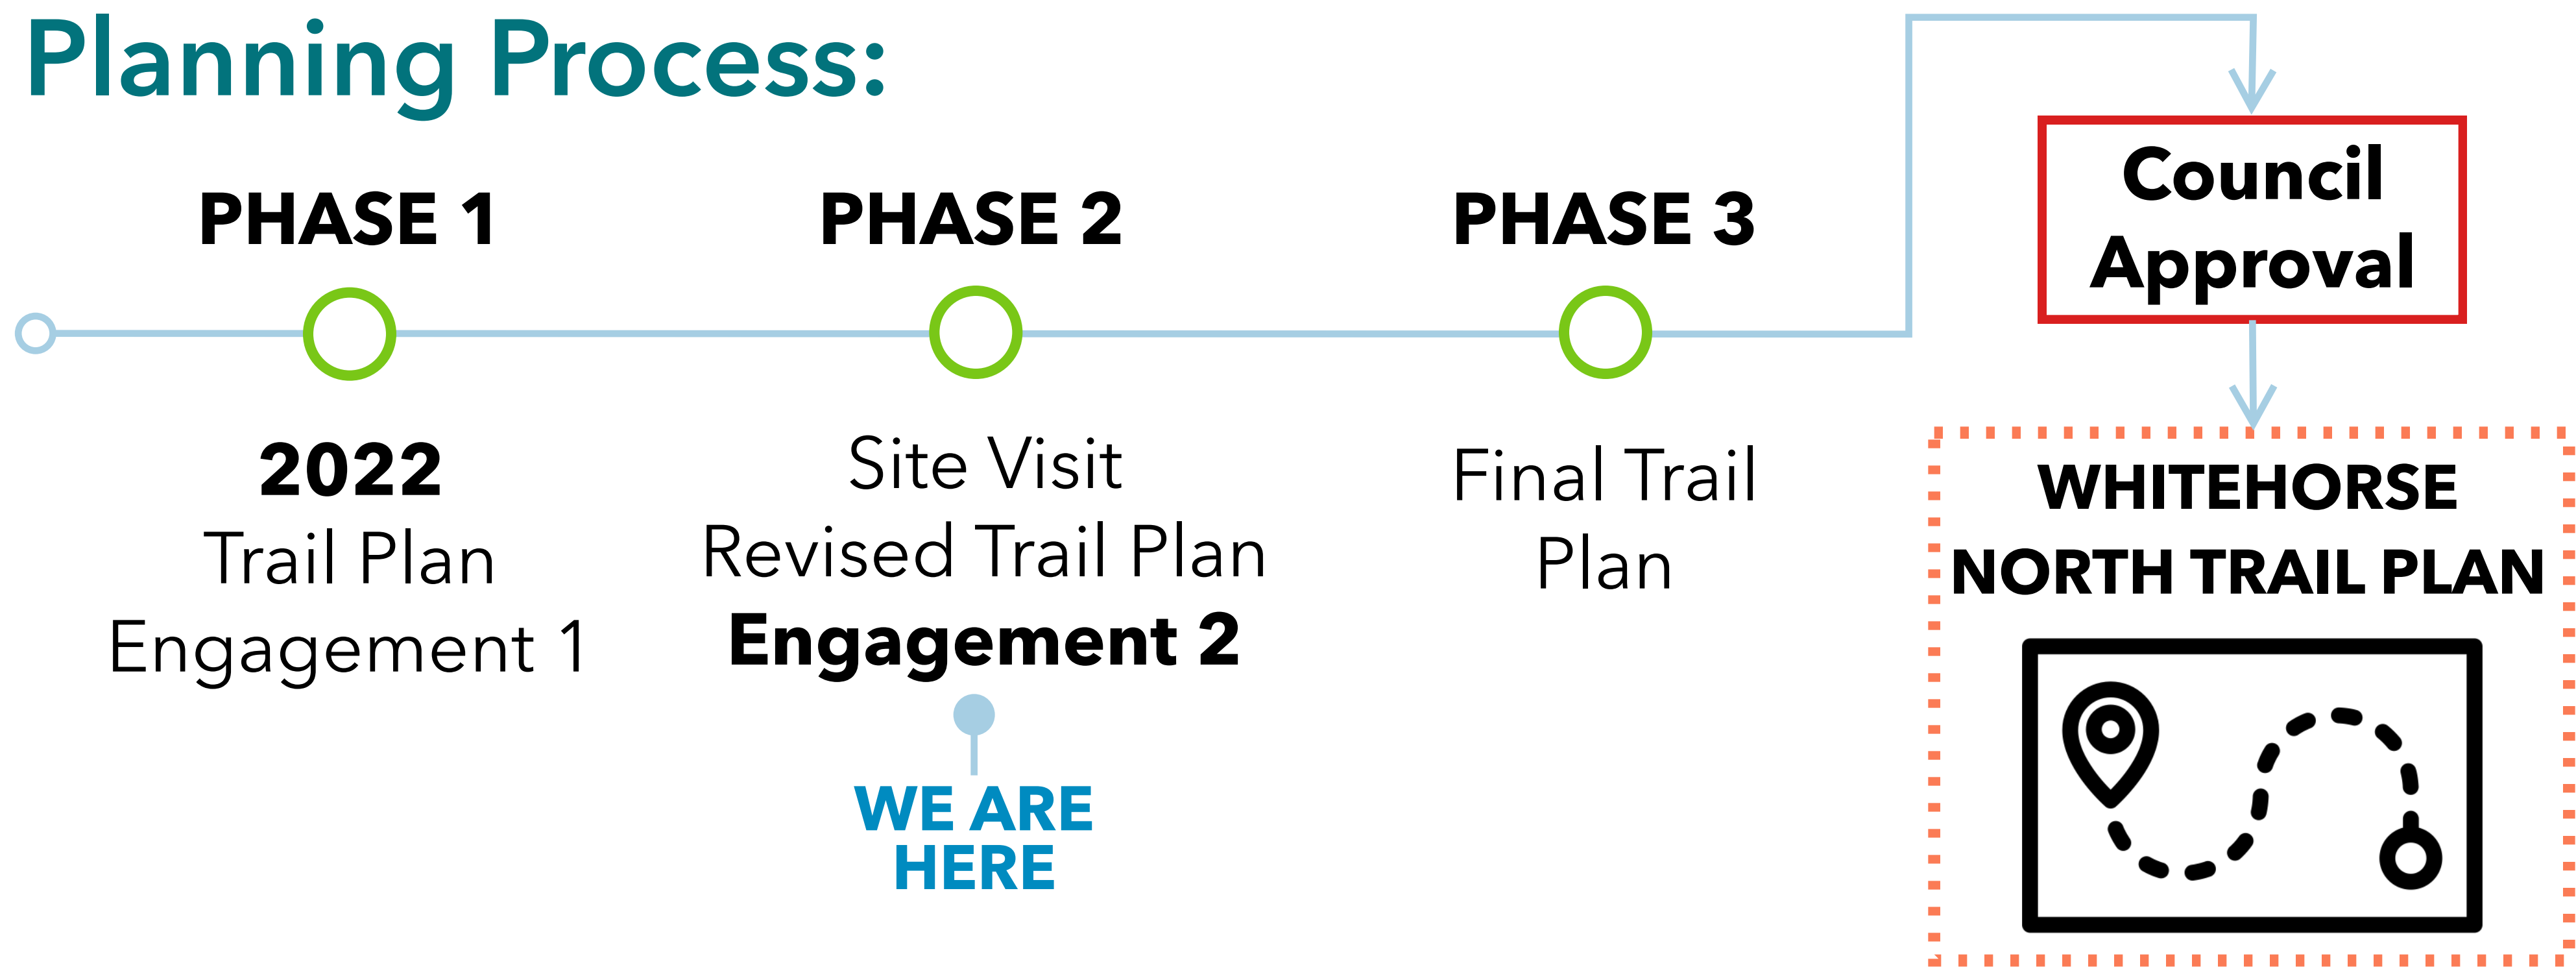 Planning Process:
PHASE 1
2022
Trail Plan
Engagement 1
PHASE 2
Site Visit
Revised Trail Plan
Engagement 2
WE ARE
HERE
PHASE 3
Final Trail
Plan
Council
Approval
WHITEHORSE
NORTH TRAIL PLAN